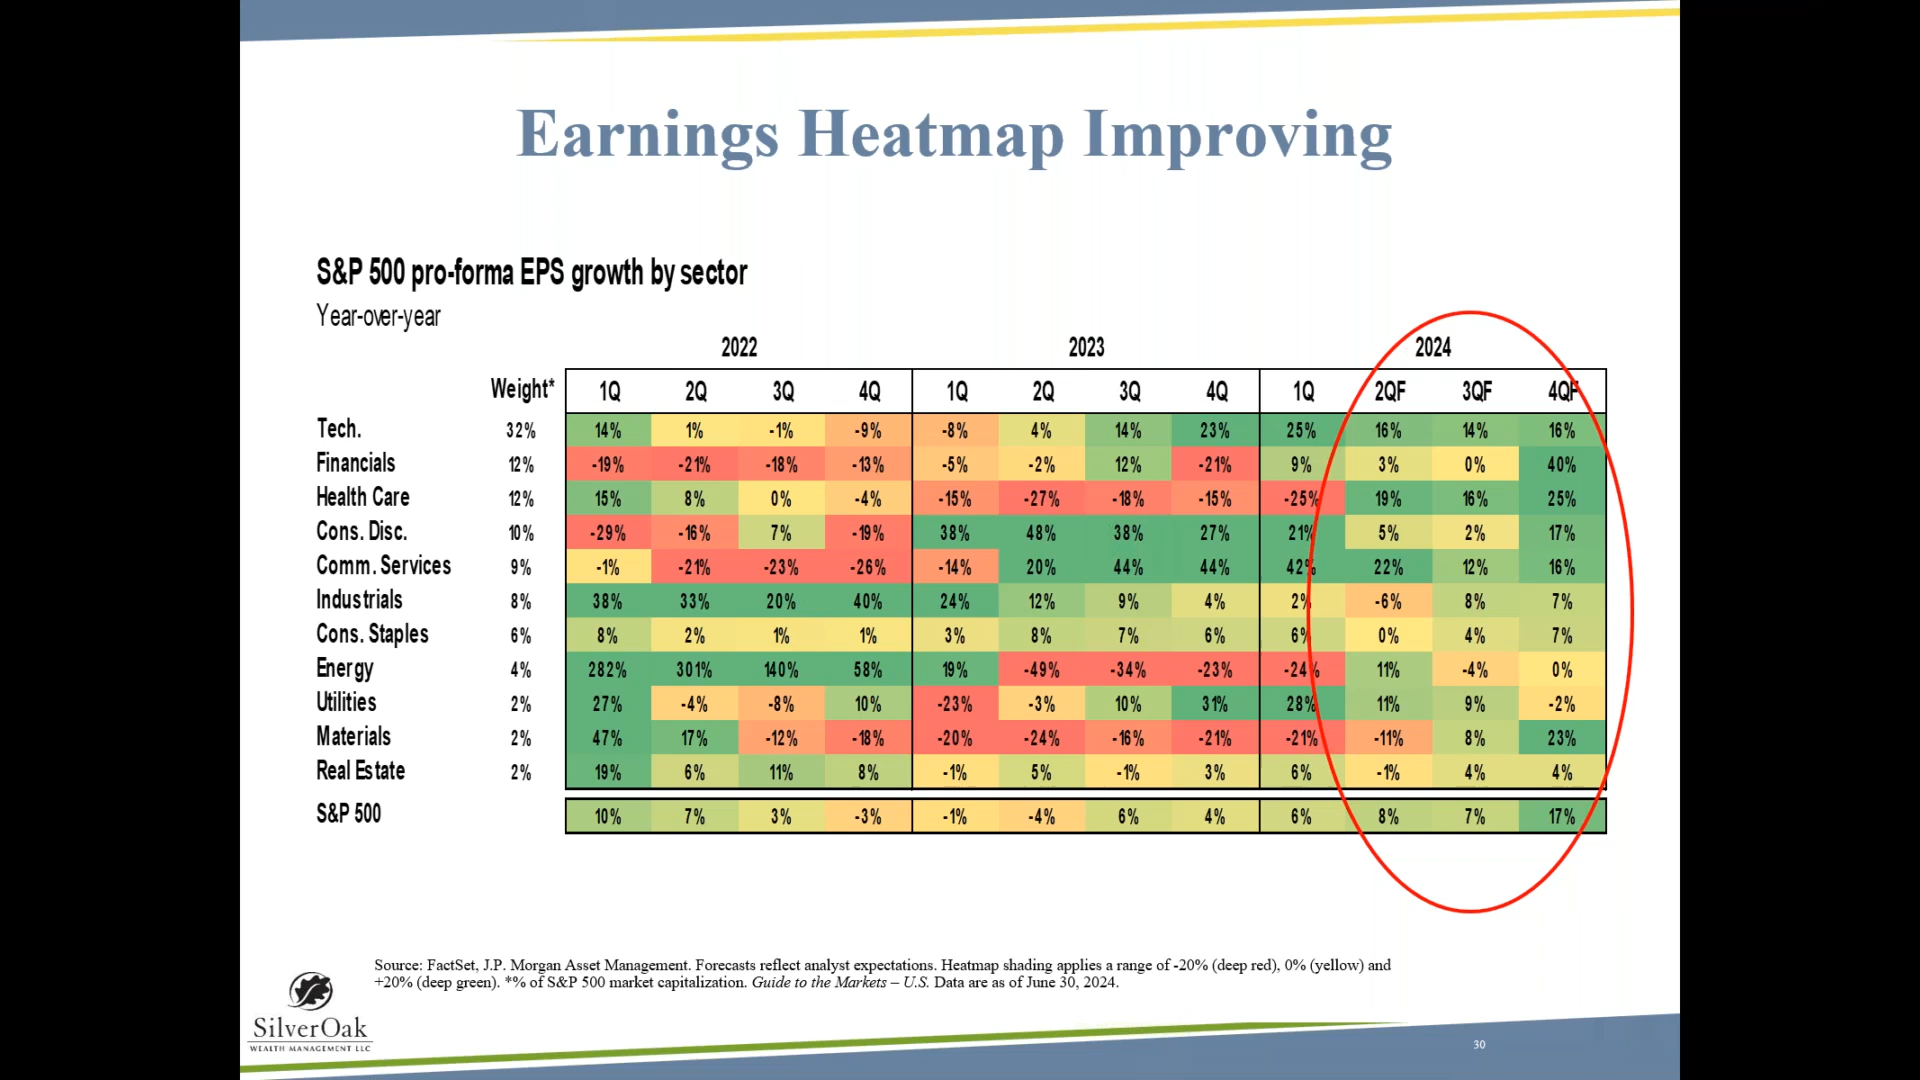 Earnings Heatmap Improving
S&P 500 pro-forma EPS growth by sector
Year-over-year
2022 2023 2024
Weight* 1Q 2Q 3Q 4Q 1Q 2Q 3Q 4Q 1Q 2QF 3QF 4QF
Tech. 32% 14% 1% -1% -9% -8% 4% 14% 23% 25% 16% 14% 16%
Financials 12% -19% -21% -18% -13% -5% -2% 12% -21% 9% 3% 0% 40%
Health Care 12% 15% 8% 0% -4% -15% -27% -18% -15% -25% 19% 16% 25%
Cons. Disc. 10% -29% -16% 7% -19% 38% 48% 38% 27% 21% 5% 2% 17%
Comm. Services 9% -1% -21% -23% -26% -14% 20% 44% 44% 42% 22% 12% 16%
Industrials 8% 38% 33% 20% 40% 24% 12% 9% 4% 2% -6% 8% 7%
Cons. Staples 6% 8% 2% 1% 1% 3% 8% 7% 6% 6% 0% 4% 7%
Energy 4% 282% 301% 140% 58% 19% -49% -34% -23% -24% 11% -4% 0%
Utilities 2% 27% -4% -8% 10% -23% -3% 10% 31% 28% 11% 9% -2%
Materials 2% 47% 17% -12% -18% -20% -24% -16% -21% -21% -11% 8% 23%
Real Estate 2% 19% 6% 11% 8% -1% 5% -1% 3% 6% -1% 4% 4%
S&P 500 10% 7% 3% -3% -1% -4% 6% 4% 6% 8% 7% 17%
Source: FactSet, J.P. Morgan Asset Management. Forecasts reflect analyst expectations. Heatmap shading applies a range of -20% (deep red), 0% (yellow) and
+20% (deep green). *% of S&P 500 market capitalization. Guide to the Markets – U.S. Data are as of June 30, 2024.
SilverOak
WEALTH MANAGEMENT LLC
30